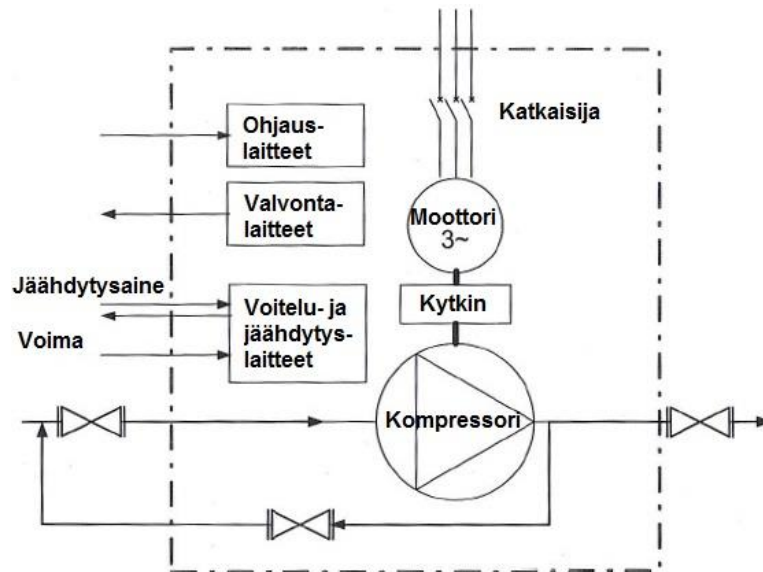 Katkaisija
Ohjaus-
laitteet
Valvonta-
laitteet
Moottori
3~
Jäähdytysaine
Voima
Voitelu- ja
jäähdytys-
laitteet
Kytkin
Kompressori